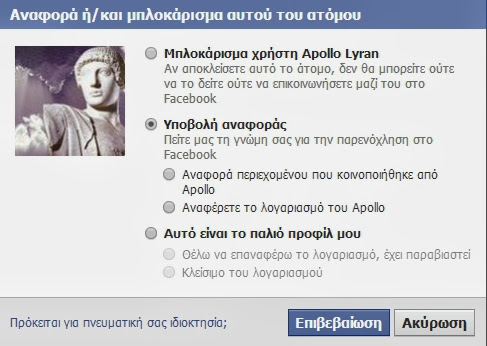 Αναφορά ή/και μπλοκάρισμα αυτού του ατόμου
Μπλοκάρισμα χρήστη Apollo Lyran
Αν αποκλείσετε αυτό το άτομο, δεν θα μπορείτε ούτε
να το δείτε ούτε να επικοινωνήσετε μαζί του στο
Facebook
Υποβολή αναφοράς
Πείτε μας τη γνώμη σας για την παρενόχληση στο
Facebook
Αναφορά περιεχομένου που κοινοποιήθηκε από
Apollo
Αναφέρετε το λογαριασμό του Apollo
Αυτό είναι το παλιό προφίλ μου
Θέλω να επαναφέρω το λογαριασμό, έχει παραβιαστεί
Κλείσιμο του λογαριασμού
Πρόκειται για πνευματική σας ιδιοκτησία;
Επιβεβαίωση
Ακύρωση